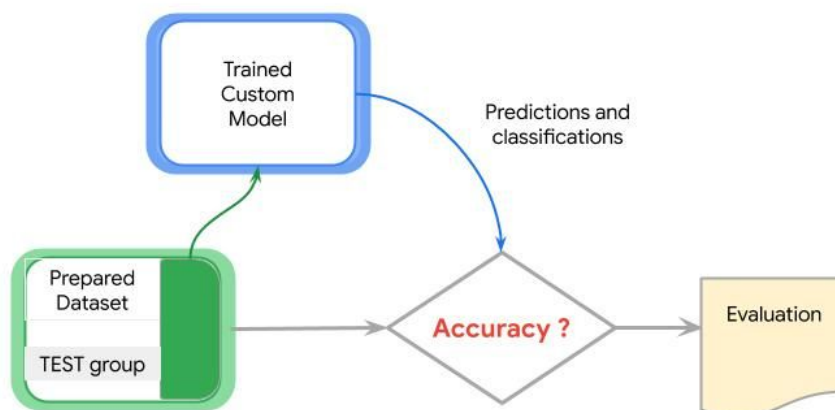 Trained
Custom
Model
Predictions and
classifications
Prepared
Dataset
TEST group
Accuracy ?
Evaluation